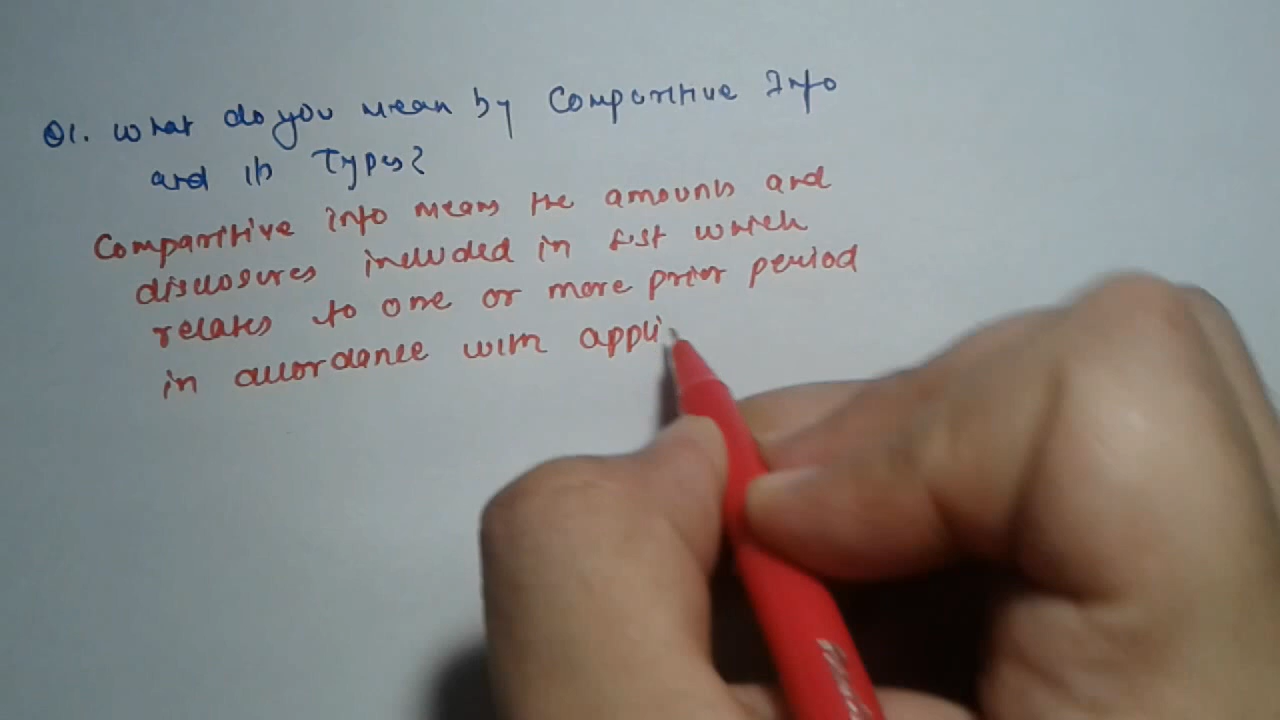 Q1. What do you mean by Comparitive Info
and its Types?
Comparitive info means the amounts and
disclosures included in fist which
relates to one or more prior period
in accordance with appli